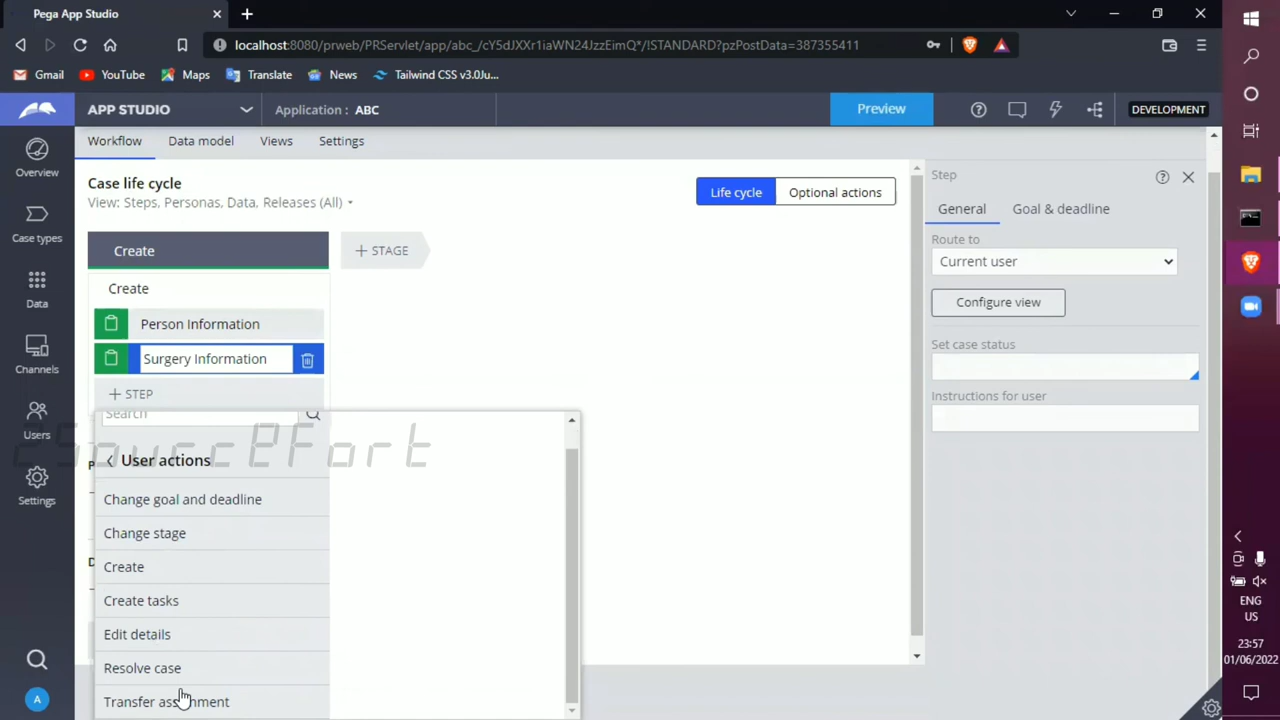 Pega App Studio
localhost:8080/prweb/PRServlet/app/abc_/cY5dJXXr1iaWN24JzzEimQ*/!STANDARD?pzPostData=387355411
Gmail YouTube Maps Translate News Tailwind CSS v3.0Ju...
APP STUDIO Application : ABC Preview DEVELOPMENT
Overview
Case types
Data
Channels
Users
Settings
A
Workflow Data model Views Settings
Case life cycle
View: Steps, Personas, Data, Releases (All)
Life cycle Optional actions
Create
+ STAGE
Create
Person Information
Surgery Information
+ STEP
Search
User actions
Change goal and deadline
Change stage
Create
Create tasks
Edit details
Resolve case
Transfer assignment
Step
General Goal & deadline
Route to
Current user
Configure view
Set case status
Instructions for user
ENG
US
23:57
01/06/2022